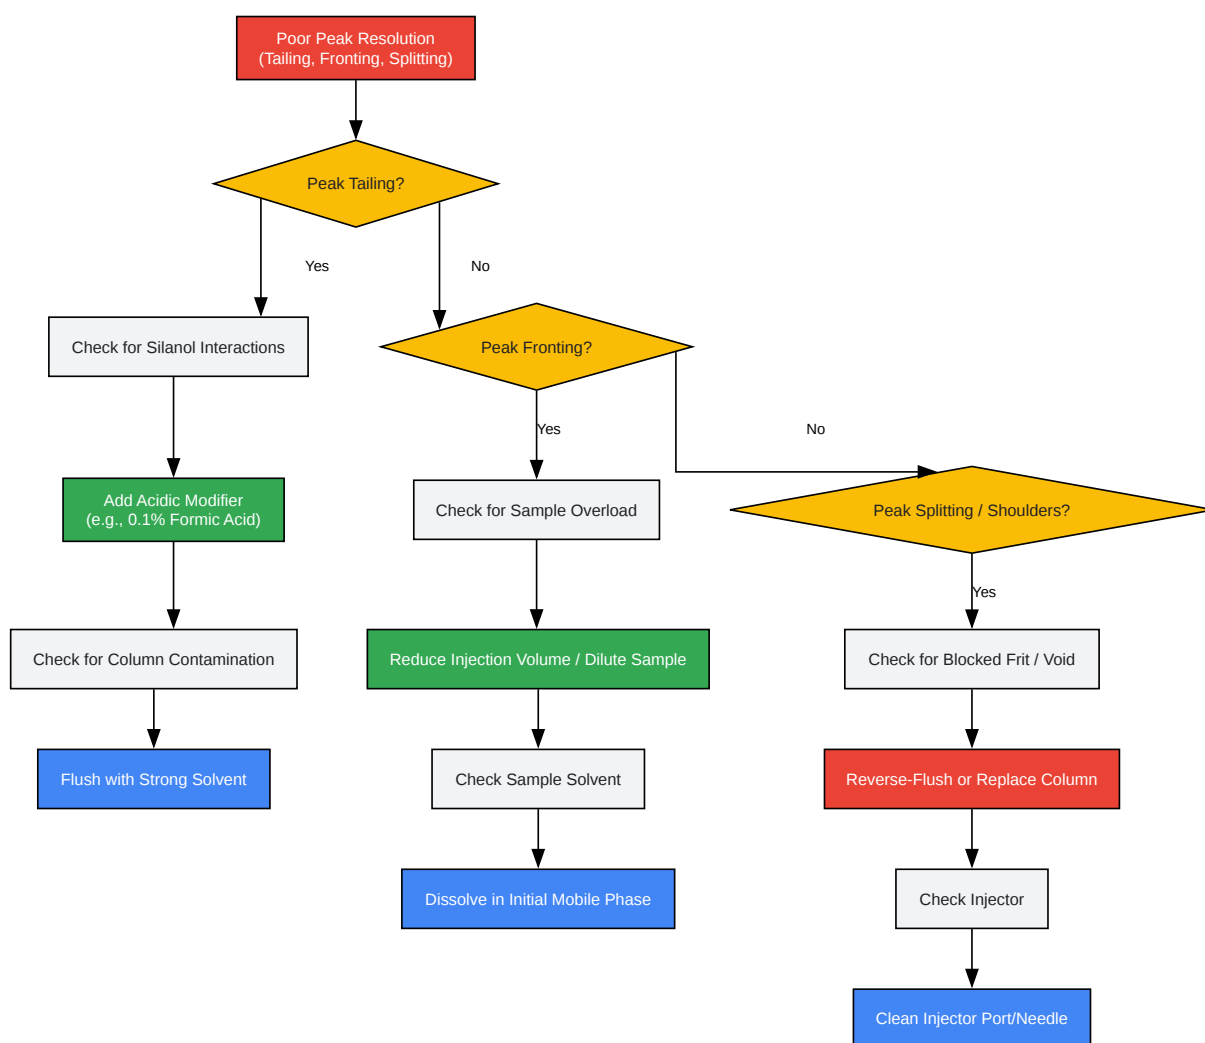 Poor Peak Resolution
(Tailing, Fronting, Splitting)
Peak Tailing?
Yes
No
Check for Silanol Interactions
Peak Fronting?
Yes
No
Add Acidic Modifier
(e.g., 0.1% Formic Acid)
Check for Sample Overload
Peak Splitting / Shoulders?
Yes
Check for Column Contamination
Reduce Injection Volume / Dilute Sample
Check for Blocked Frit / Void
Flush with Strong Solvent
Check Sample Solvent
Reverse-Flush or Replace Column
Dissolve in Initial Mobile Phase
Check Injector
Clean Injector Port/Needle